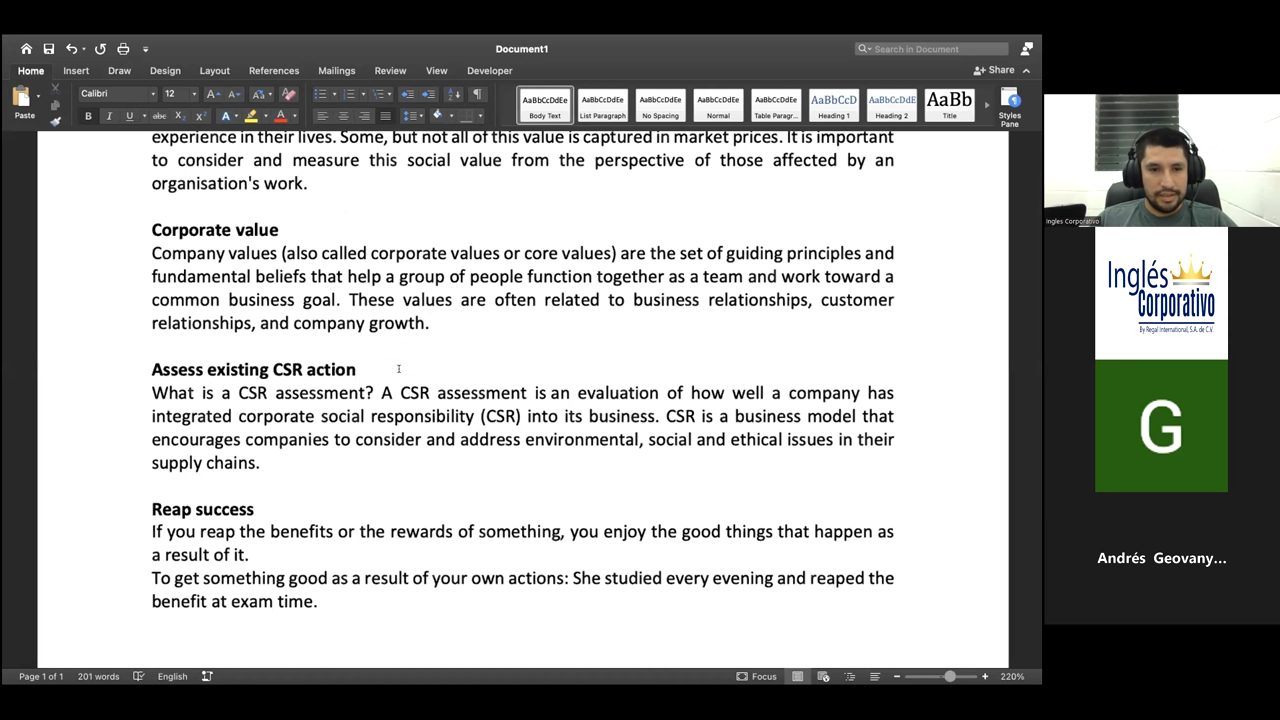 Document1
Search in Document
Home Insert Draw Design Layout References Mailings Review View Developer
Share
Paste
Calibri 12
B I U
AaBbCcDdEe AaBbCcDdEe AaBbCcDdEe AaBbCcDdEe AaBbCcDdEe AaBbCcD AaBbCcDdE AaBb
Body Text List Paragraph No Spacing Normal Table Paragr... Heading 1 Heading 2 Title
Styles
Pane
experience in their lives. Some, but not all of this value is captured in market prices. It is important
to consider and measure this social value from the perspective of those affected by an
organisation's work.
Corporate value
Company values (also called corporate values or core values) are the set of guiding principles and
fundamental beliefs that help a group of people function together as a team and work toward a
common business goal. These values are often related to business relationships, customer
relationships, and company growth.
Assess existing CSR action
What is a CSR assessment? A CSR assessment is an evaluation of how well a company has
integrated corporate social responsibility (CSR) into its business. CSR is a business model that
encourages companies to consider and address environmental, social and ethical issues in their
supply chains.
Reap success
If you reap the benefits or the rewards of something, you enjoy the good things that happen as
a result of it.
To get something good as a result of your own actions: She studied every evening and reaped the
benefit at exam time.
Page 1 of 1 201 words English Focus 220%
Ingles Corporativo
Inglés
Corporativo
By Regal International, S.A. de C.V.
G
Andrés Geovany...